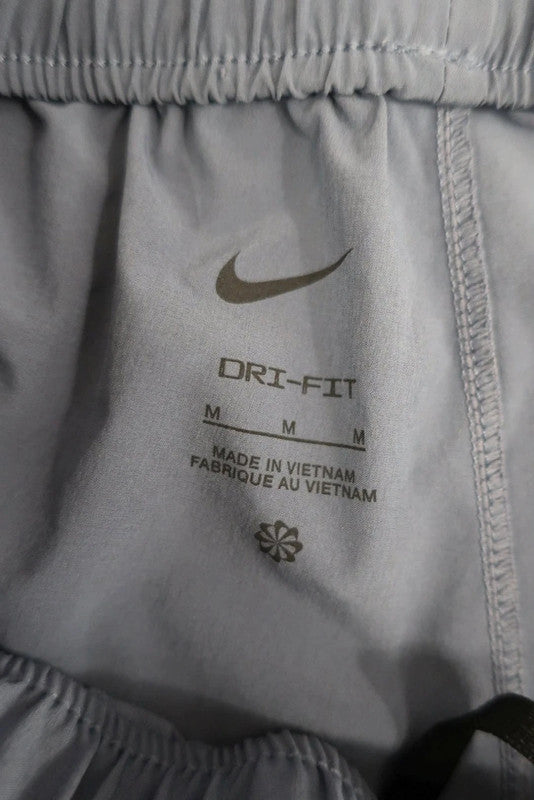 DRI-FIT
M M M
MADE IN VIETNAM
FABRIQUE AU VIETNAM